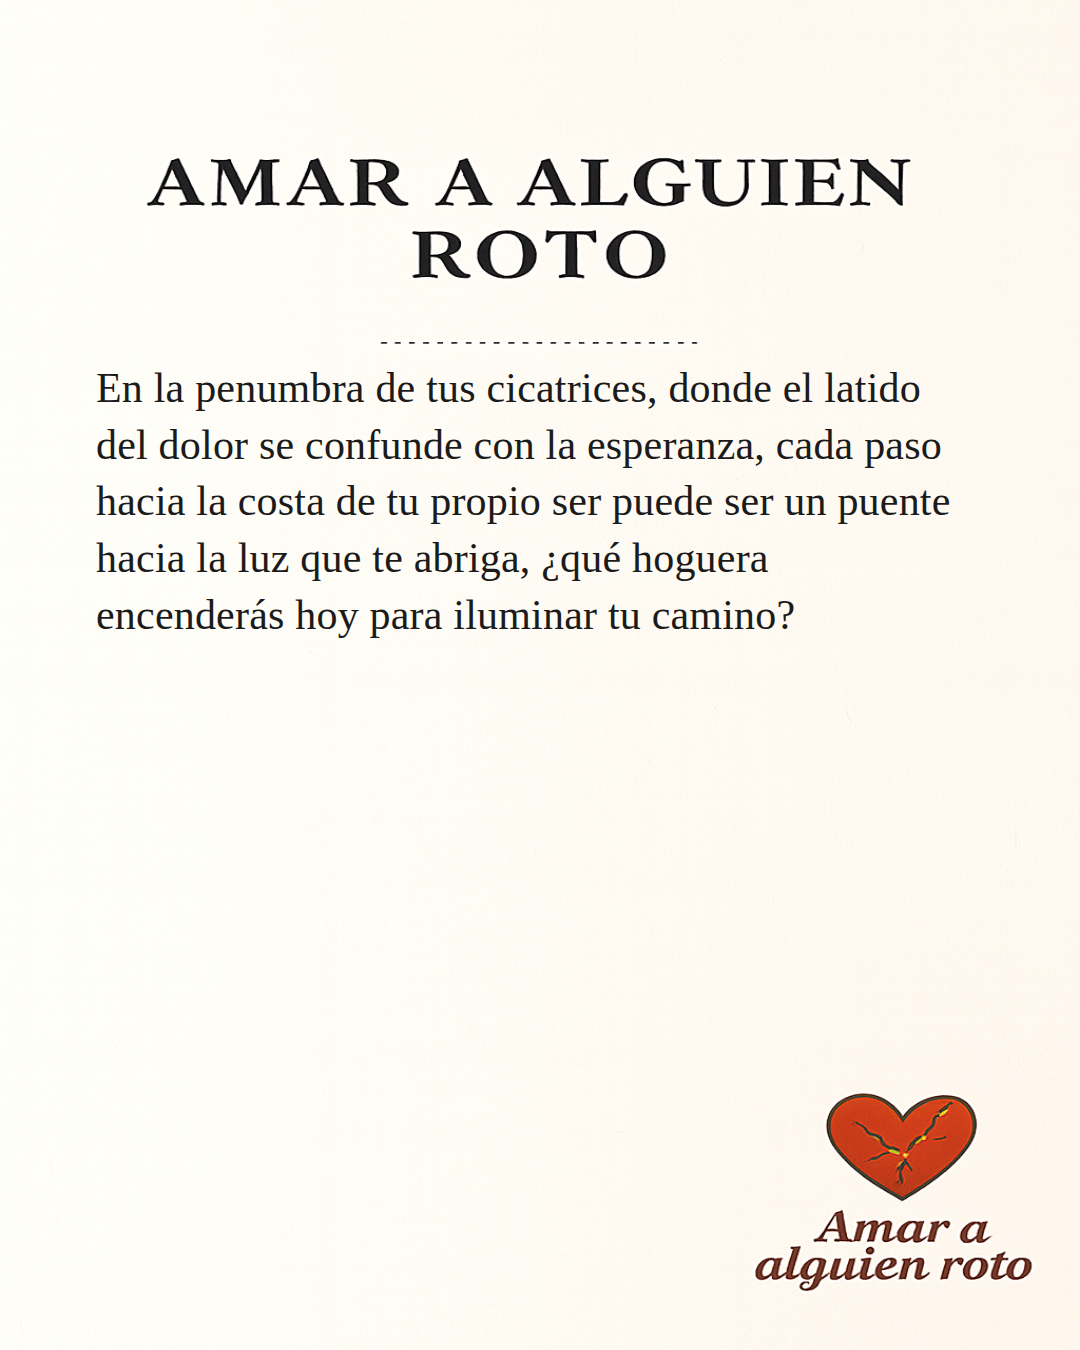 AMAR A ALGUIEN
ROTO
----------------------
En la penumbra de tus cicatrices, donde el latido
del dolor se confunde con la esperanza, cada paso
hacia la costa de tu propio ser puede ser un puente
hacia la luz que te abriga, ¿qué hoguera
encenderás hoy para iluminar tu camino?
Amar a
alguien roto